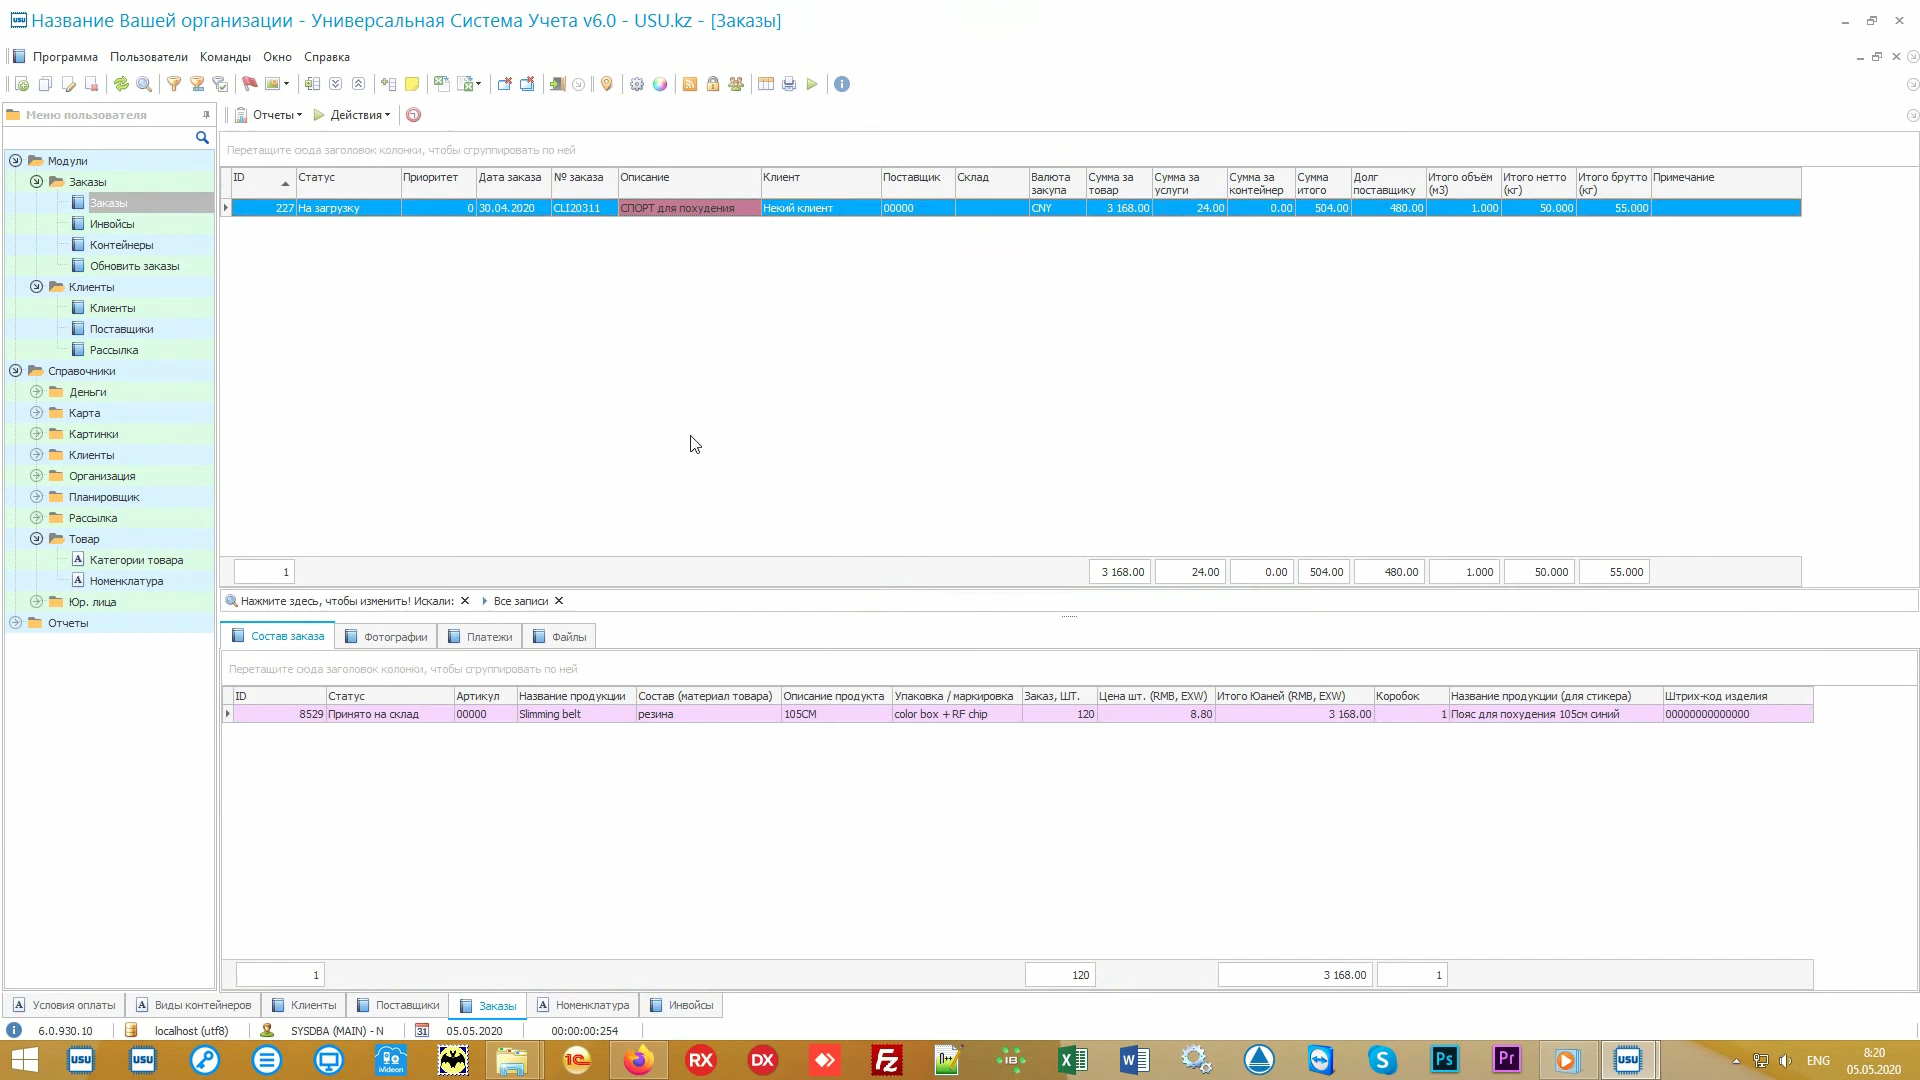 Название Вашей организации - Универсальная Система Учета v6.0 - USU.kz - [Заказы]
Программа Пользователи Команды Окно Справка
Меню пользователя
Отчеты Действия
Перетащите сюда заголовок колонки, чтобы сгруппировать по ней
Модули
Заказы
Заказы
Инвойсы
Контейнеры
Обновить заказы
Клиенты
Клиенты
Поставщики
Рассылка
Справочники
Деньги
Карта
Картинки
Клиенты
Организация
Планировщик
Рассылка
Товар
Категории товара
Номенклатура
Юр. лица
Отчеты
ID Статус Приоритет Дата заказа № заказа Описание Клиент Поставщик Склад Валюта закупа Сумма за товар Сумма за услуги Сумма за контейнер Сумма итого Долг поставщику Итого объём (м3) Итого нетто (кг) Итого брутто (кг) Примечание
227 На загрузку 0 30.04.2020 CLI20311 СПОРТ для похудения Некий клиент 00000 CNY 3 168.00 24.00 0.00 504.00 480.00 1.000 50.000 55.000
1 3 168.00 24.00 0.00 504.00 480.00 1.000 50.000 55.000
Нажмите здесь, чтобы изменить! Искали: Все записи
Состав заказа Фотографии Платежи Файлы
Перетащите сюда заголовок колонки, чтобы сгруппировать по ней
ID Статус Артикул Название продукции Состав (материал товара) Описание продукта Упаковка / маркировка Заказ, ШТ. Цена шт. (RMB, EXW) Итого Юаней (RMB, EXW) Коробок Название продукции (для стикера) Штрих-код изделия
8529 Принято на склад 00000 Slimming belt резина 105СМ color box + RF chip 120 8.80 3 168.00 1 Пояс для похудения 105см синий 00000000000000
1 120 3 168.00 1
Условия оплаты Виды контейнеров Клиенты Поставщики Заказы Номенклатура Инвойсы
6.0.930.10 localhost (utf8) SYSDBA (MAIN) - N 31 05.05.2020 00:00:00:254
USU USU ivideon 1C RX DX FZ n++ IB X W S Ps Pr USU ENG 8:20
05.05.2020